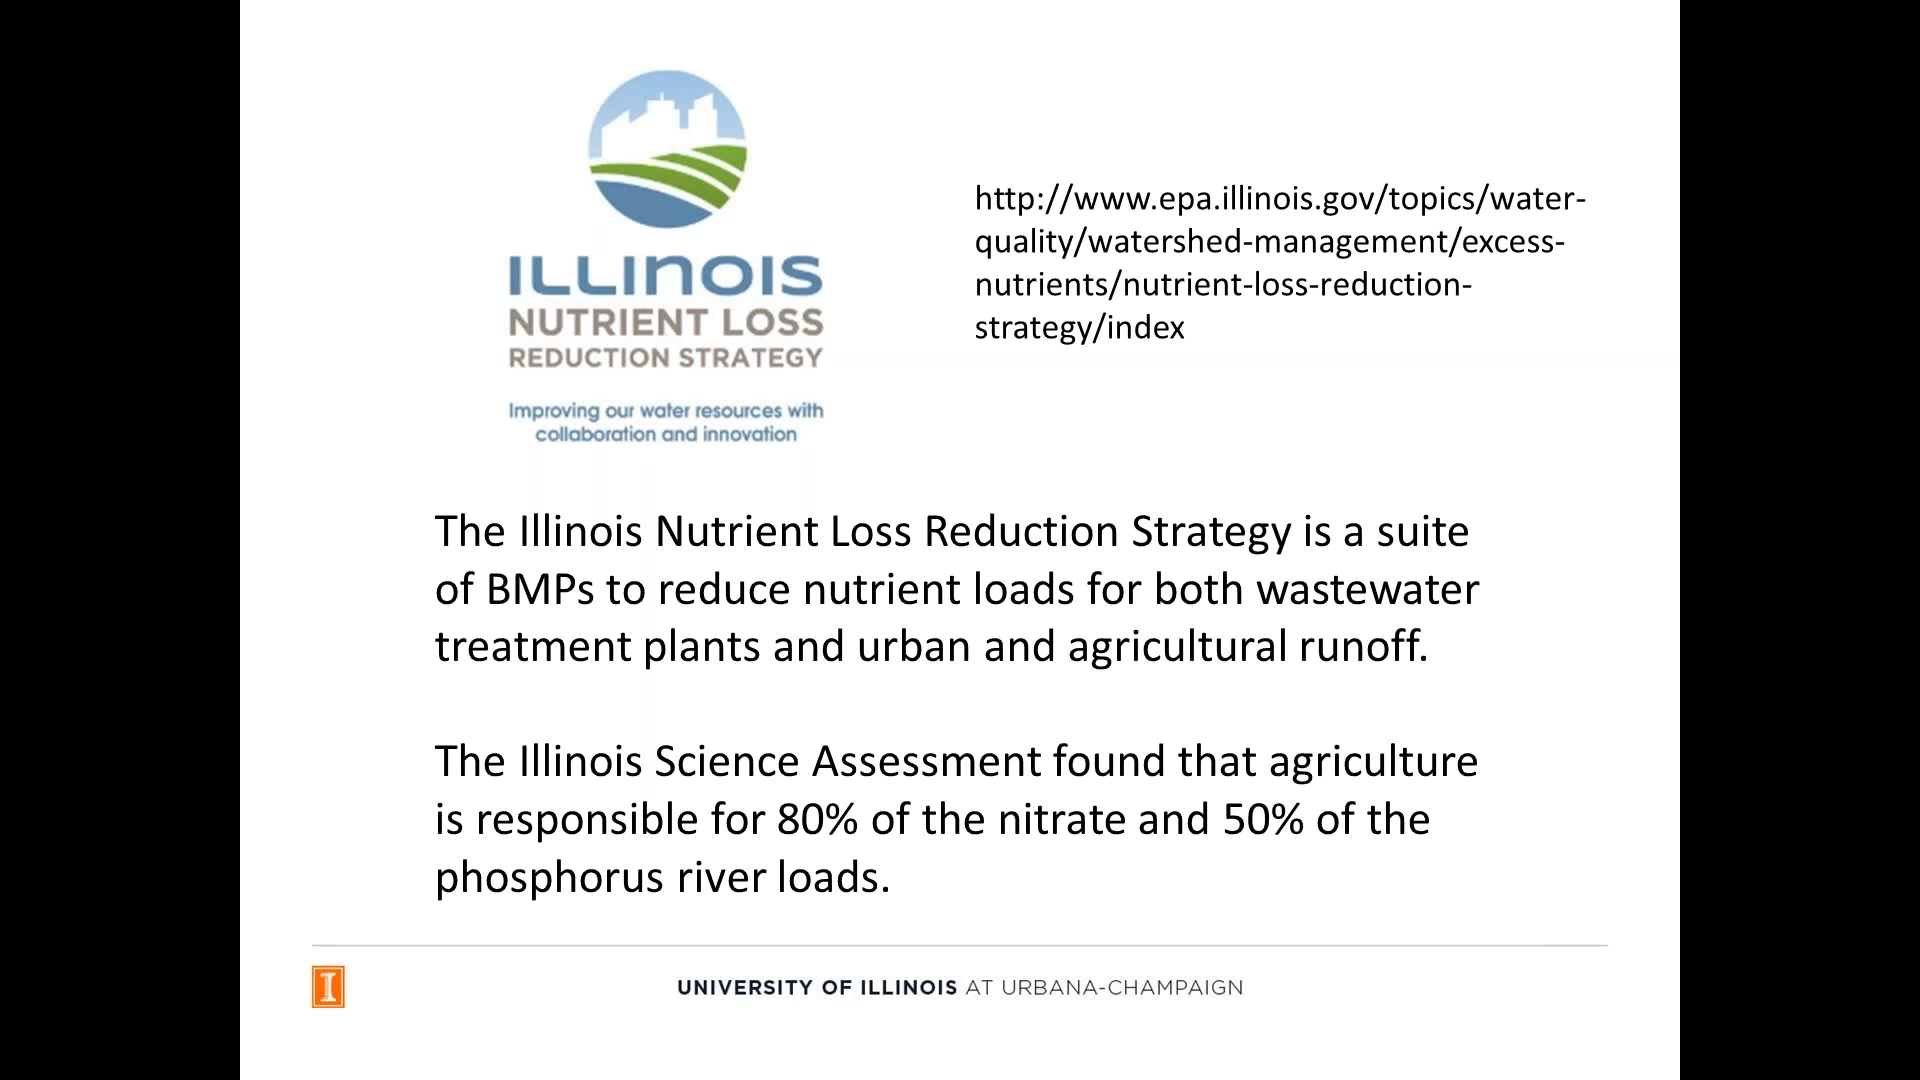 ILLINOIS
NUTRIENT LOSS
REDUCTION STRATEGY
Improving our water resources with
collaboration and innovation
http://www.epa.illinois.gov/topics/water-
quality/watershed-management/excess-
nutrients/nutrient-loss-reduction-
strategy/index
The Illinois Nutrient Loss Reduction Strategy is a suite
of BMPs to reduce nutrient loads for both wastewater
treatment plants and urban and agricultural runoff.
The Illinois Science Assessment found that agriculture
is responsible for 80% of the nitrate and 50% of the
phosphorus river loads.
I
UNIVERSITY OF ILLINOIS AT URBANA-CHAMPAIGN